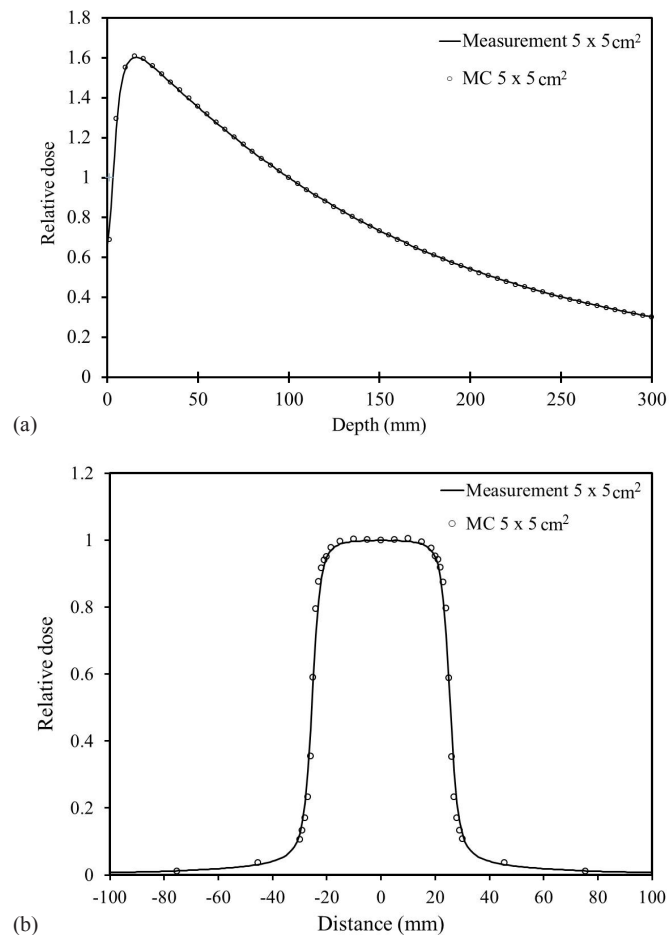 1.8
1.6
1.4
1.2
1
0.8
0.6
0.4
0.2
0
Relative dose
Measurement 5 x 5cm²
MC 5 x 5cm²
0 50 100 150 200 250 300
Depth (mm)
(a)
1.2
1
0.8
0.6
0.4
0.2
0
Relative dose
Measurement 5 x 5cm²
MC 5 x 5cm²
-100 -80 -60 -40 -20 0 20 40 60 80 100
Distance (mm)
(b)